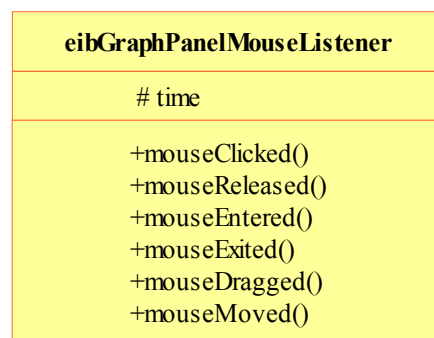 eibGraphPanelMouseListener
# time
+mouseClicked()
+mouseReleased()
+mouseEntered()
+mouseExited()
+mouseDragged()
+mouseMoved()